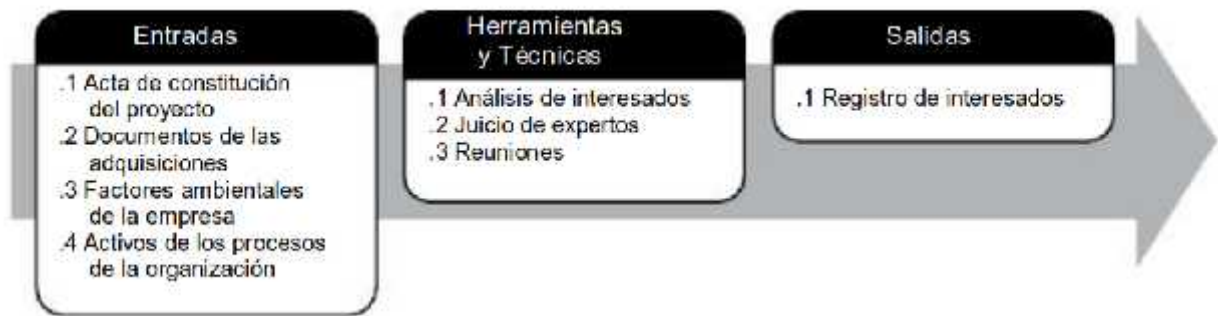 Entradas
.1 Acta de constitución
del proyecto
.2 Documentos de las
adquisiciones
.3 Factores ambientales
de la empresa
.4 Activos de los procesos
de la organización
Herramientas
y Técnicas
.1 Análisis de interesados
.2 Juicio de expertos
.3 Reuniones
Salidas
.1 Registro de interesados